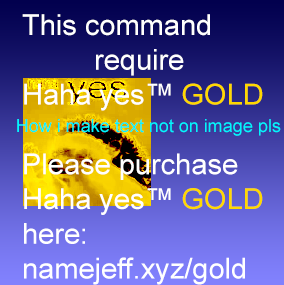 This command
require
yes
Haha yes™ GOLD
How i make text not on image pls
Please purchase
Haha yes™ GOLD
here:
namejeff.xyz/gold